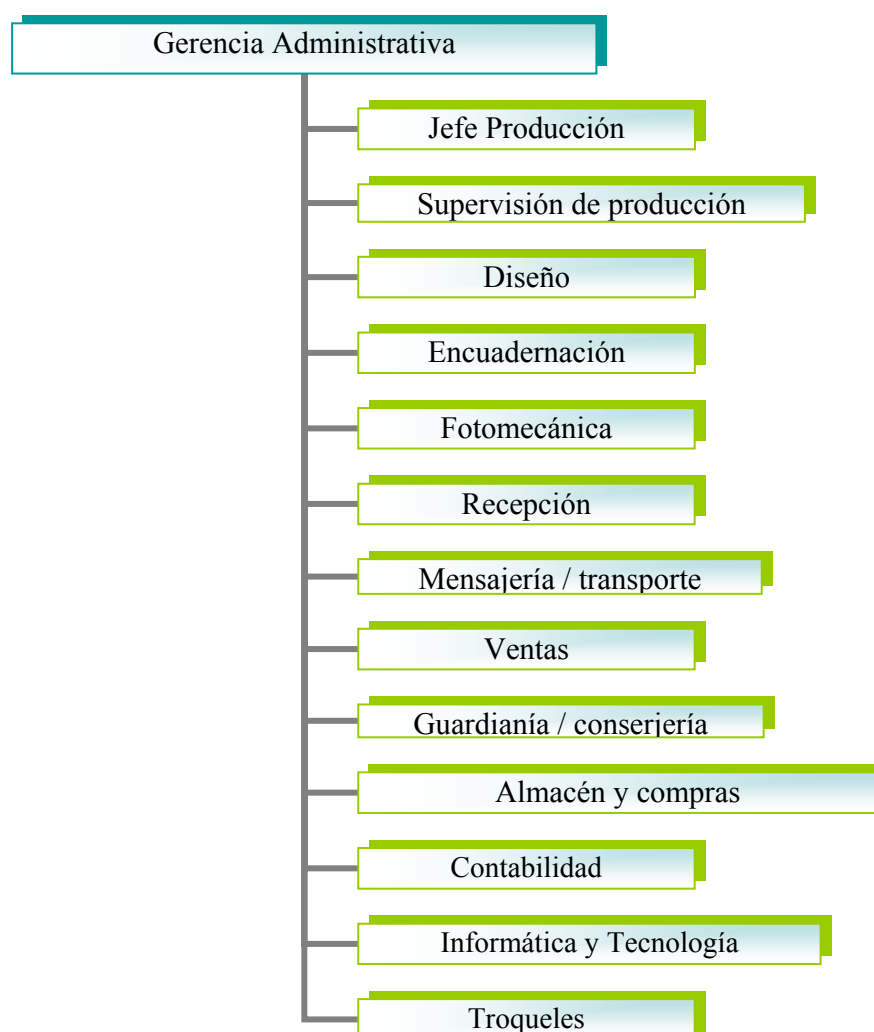 Gerencia Administrativa
Jefe Producción
Supervisión de producción
Diseño
Encuadernación
Fotomecánica
Recepción
Mensajería / transporte
Ventas
Guardianía / conserjería
Almacén y compras
Contabilidad
Informática y Tecnología
Troqueles